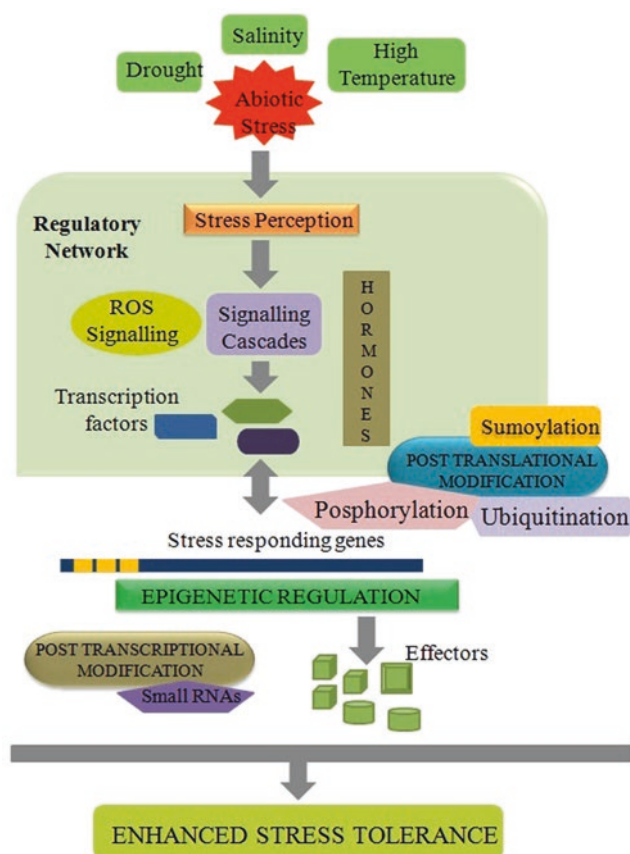 Salinity
Drought
High
Temperature
Abiotic
Stress
Stress Perception
Regulatory
Network
ROS
Signalling
Signalling
Cascades
HORMONES
Transcription
factors
Sumoylation
POST TRANSLATIONAL
MODIFICATION
Posphorylation
Ubiquitination
Stress responding genes
EPIGENETIC REGULATION
POST TRANSCRIPTIONAL
MODIFICATION
Small RNAs
Effectors
ENHANCED STRESS TOLERANCE